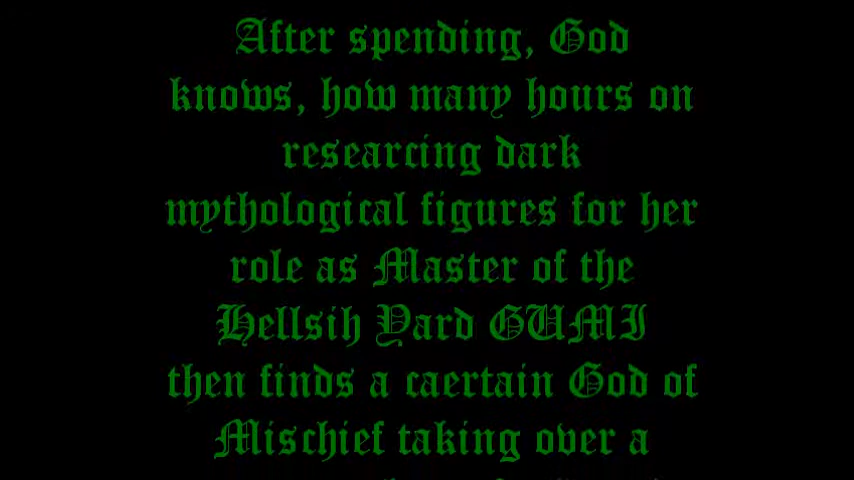 After spending, God
knows, how many hours on
researcing dark
mythological figures for her
role as Master of the
Hellsih Yard GUMI
then finds a caertain God of
Mischief taking over a